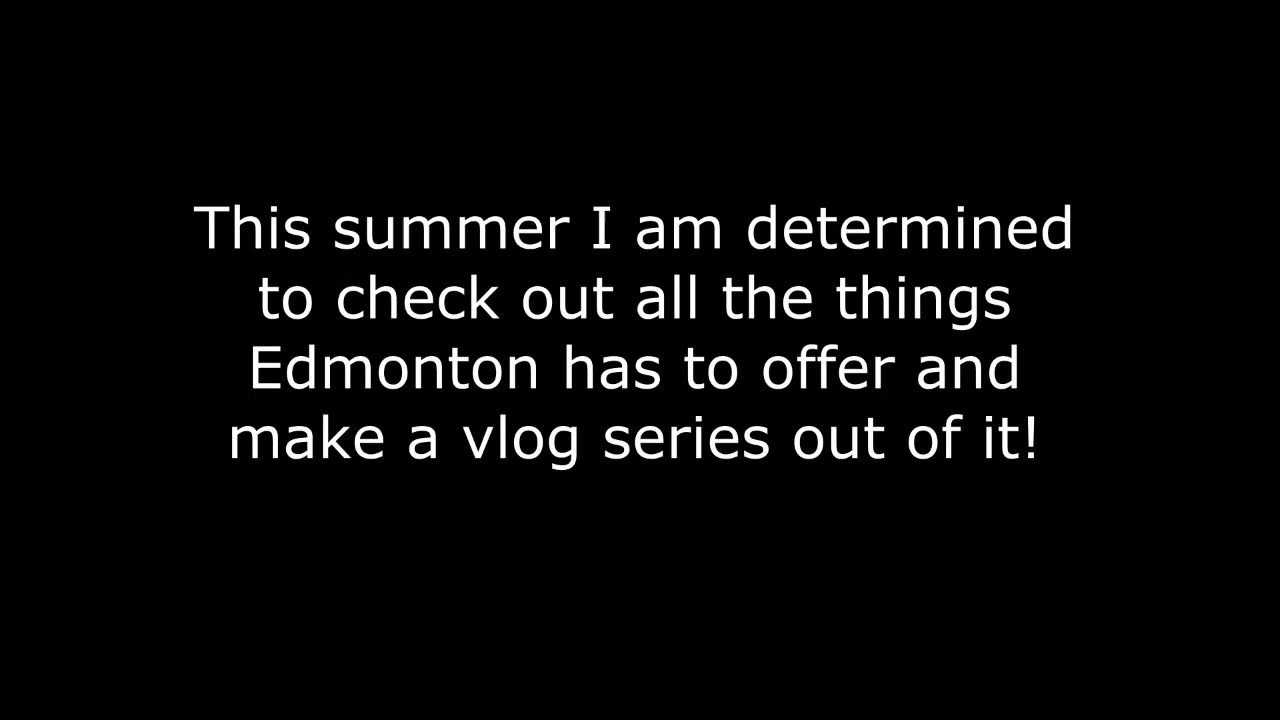 This summer I am determined
to check out all the things
Edmonton has to offer and
make a vlog series out of it!